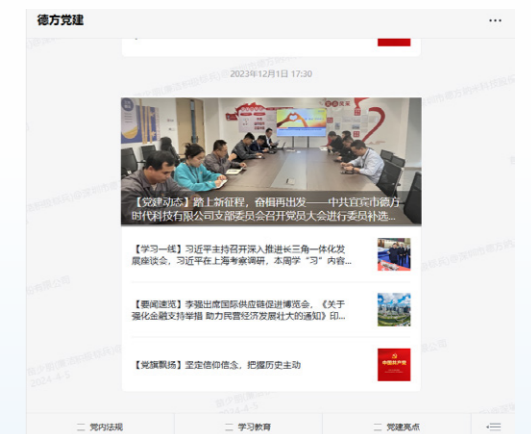 德方党建
2023年12月1日 17:30
【党建动态】踏上新征程，奋楫再出发——中共宜宾市德方
时代科技有限公司支部委员会召开党员大会进行委员补选...
【学习一线】习近平主持召开深入推进长三角一体化发
展座谈会，习近平在上海考察调研，本周学“习”内容...
【要闻速览】李强出席国际供应链促进博览会，《关于
强化金融支持举措 助力民营经济发展壮大的通知》印...
【党旗飘扬】坚定信仰信念，把握历史主动
中国共产党
党内法规
学习教育
党建亮点